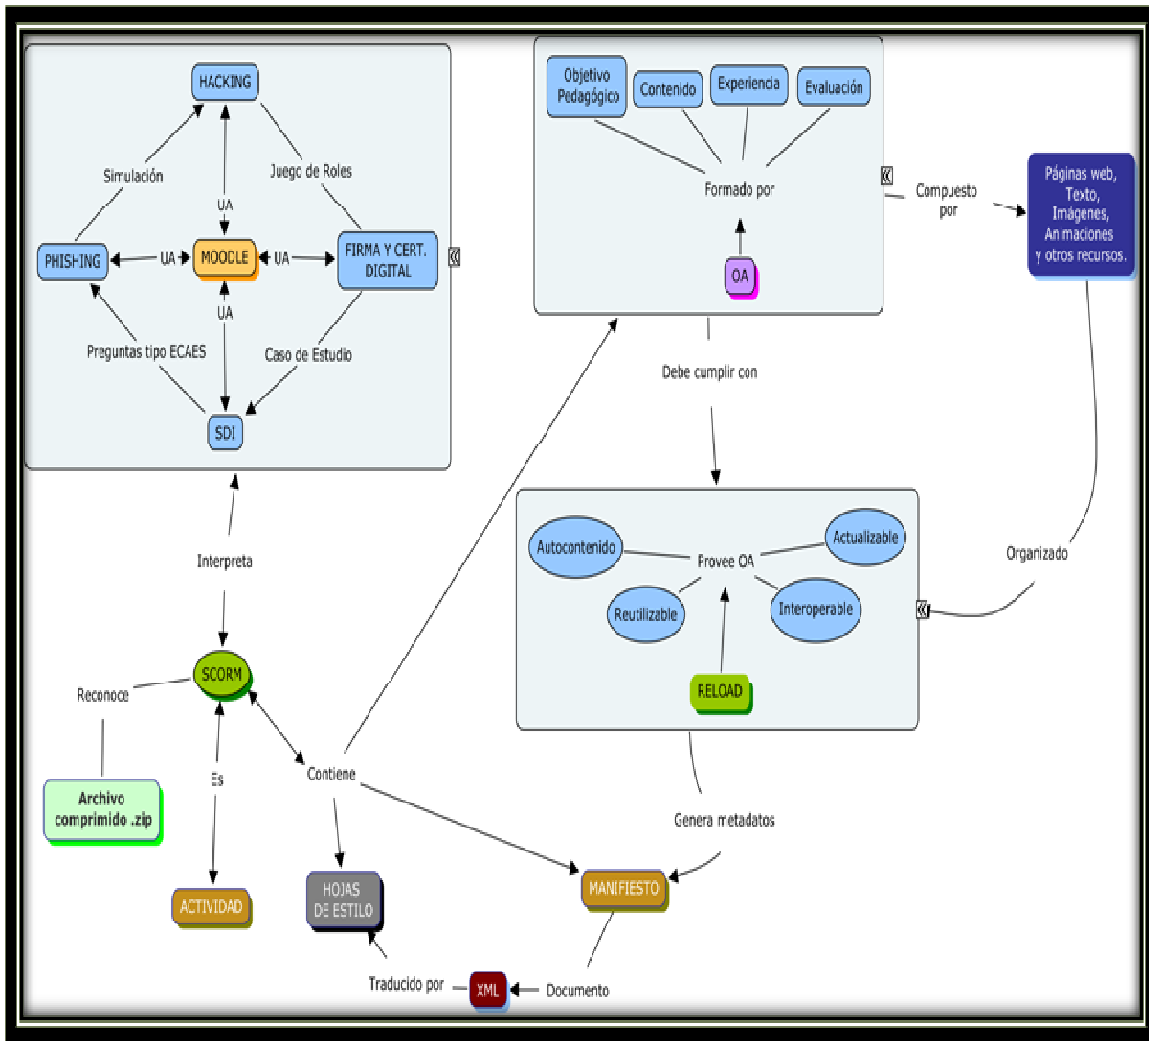 HACKING
Simulación
Juego de Roles
UA
PHISHING
UA
MOODLE
UA
FIRMA Y CERT.
DIGITAL
UA
Preguntas tipo ECAES
Caso de Estudio
SDI
Objetivo
Pedagógico
Contenido
Experiencia
Evaluación
Formado por
OA
Compuesto
por
Páginas web,
Texto,
Imágenes,
Animaciones
y otros recursos.
Debe cumplir con
Autocontenido
Actualizable
Provee OA
Reutilizable
Interoperable
RELOAD
Organizado
Interpreta
SCORM
Reconoce
Archivo
comprimido .zip
Es
ACTIVIDAD
Contiene
HOJAS
DE ESTILO
Genera metadatos
MANIFIESTO
Traducido por
XML
Documento